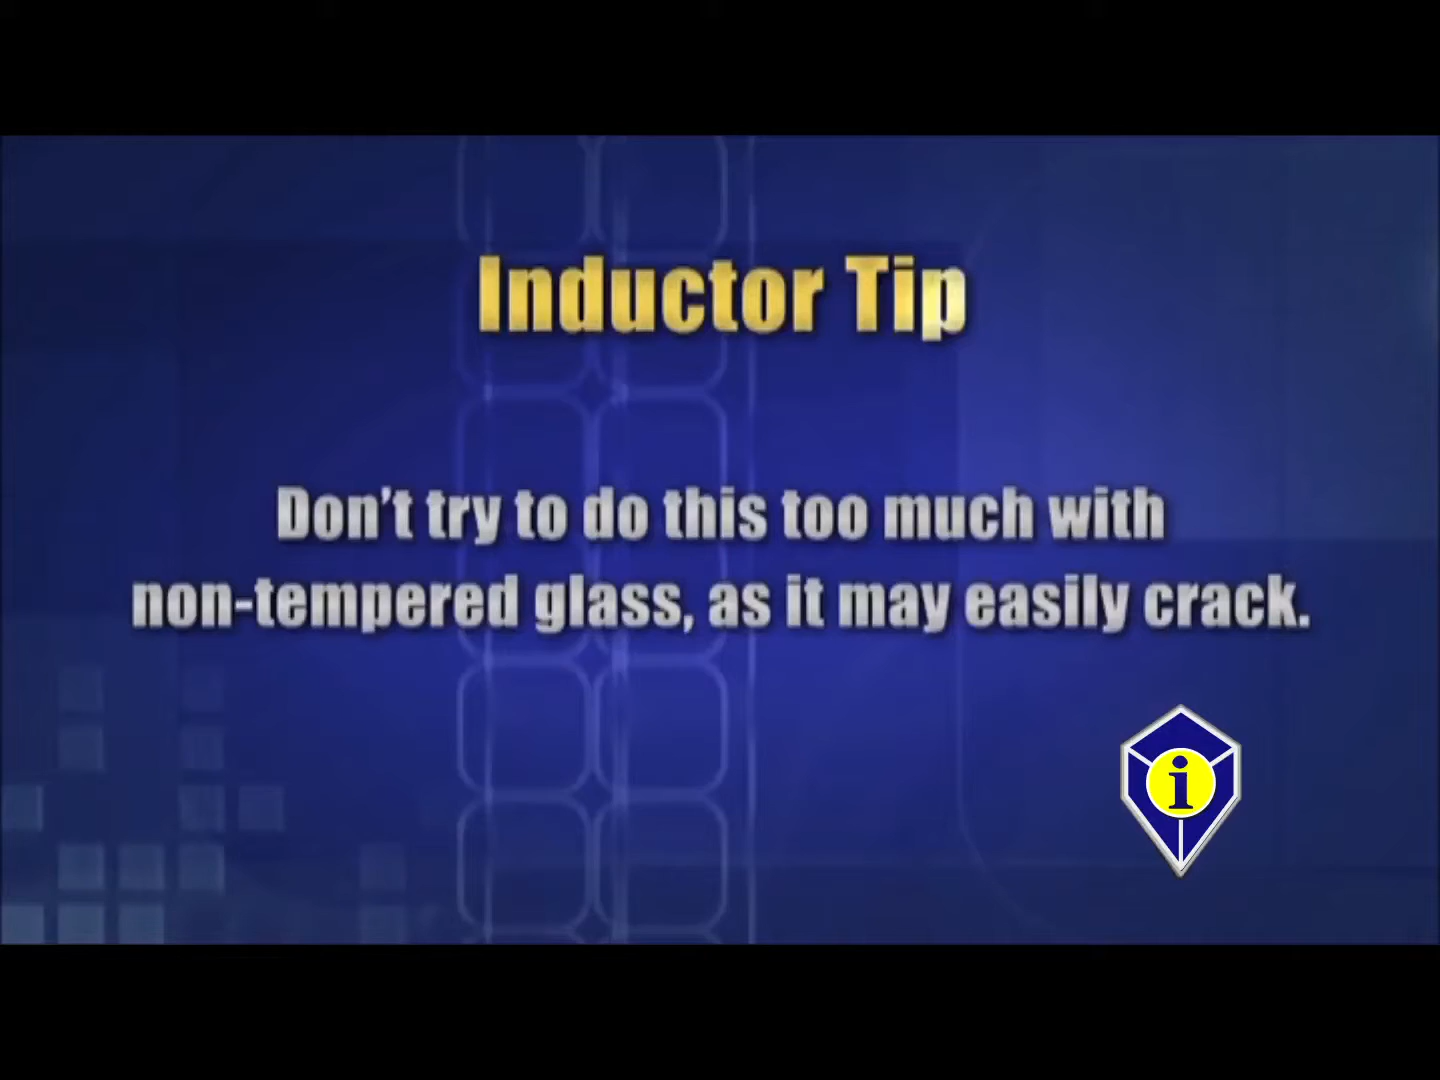 Inductor Tip
Don't try to do this too much with
non-tempered glass, as it may easily crack.
i